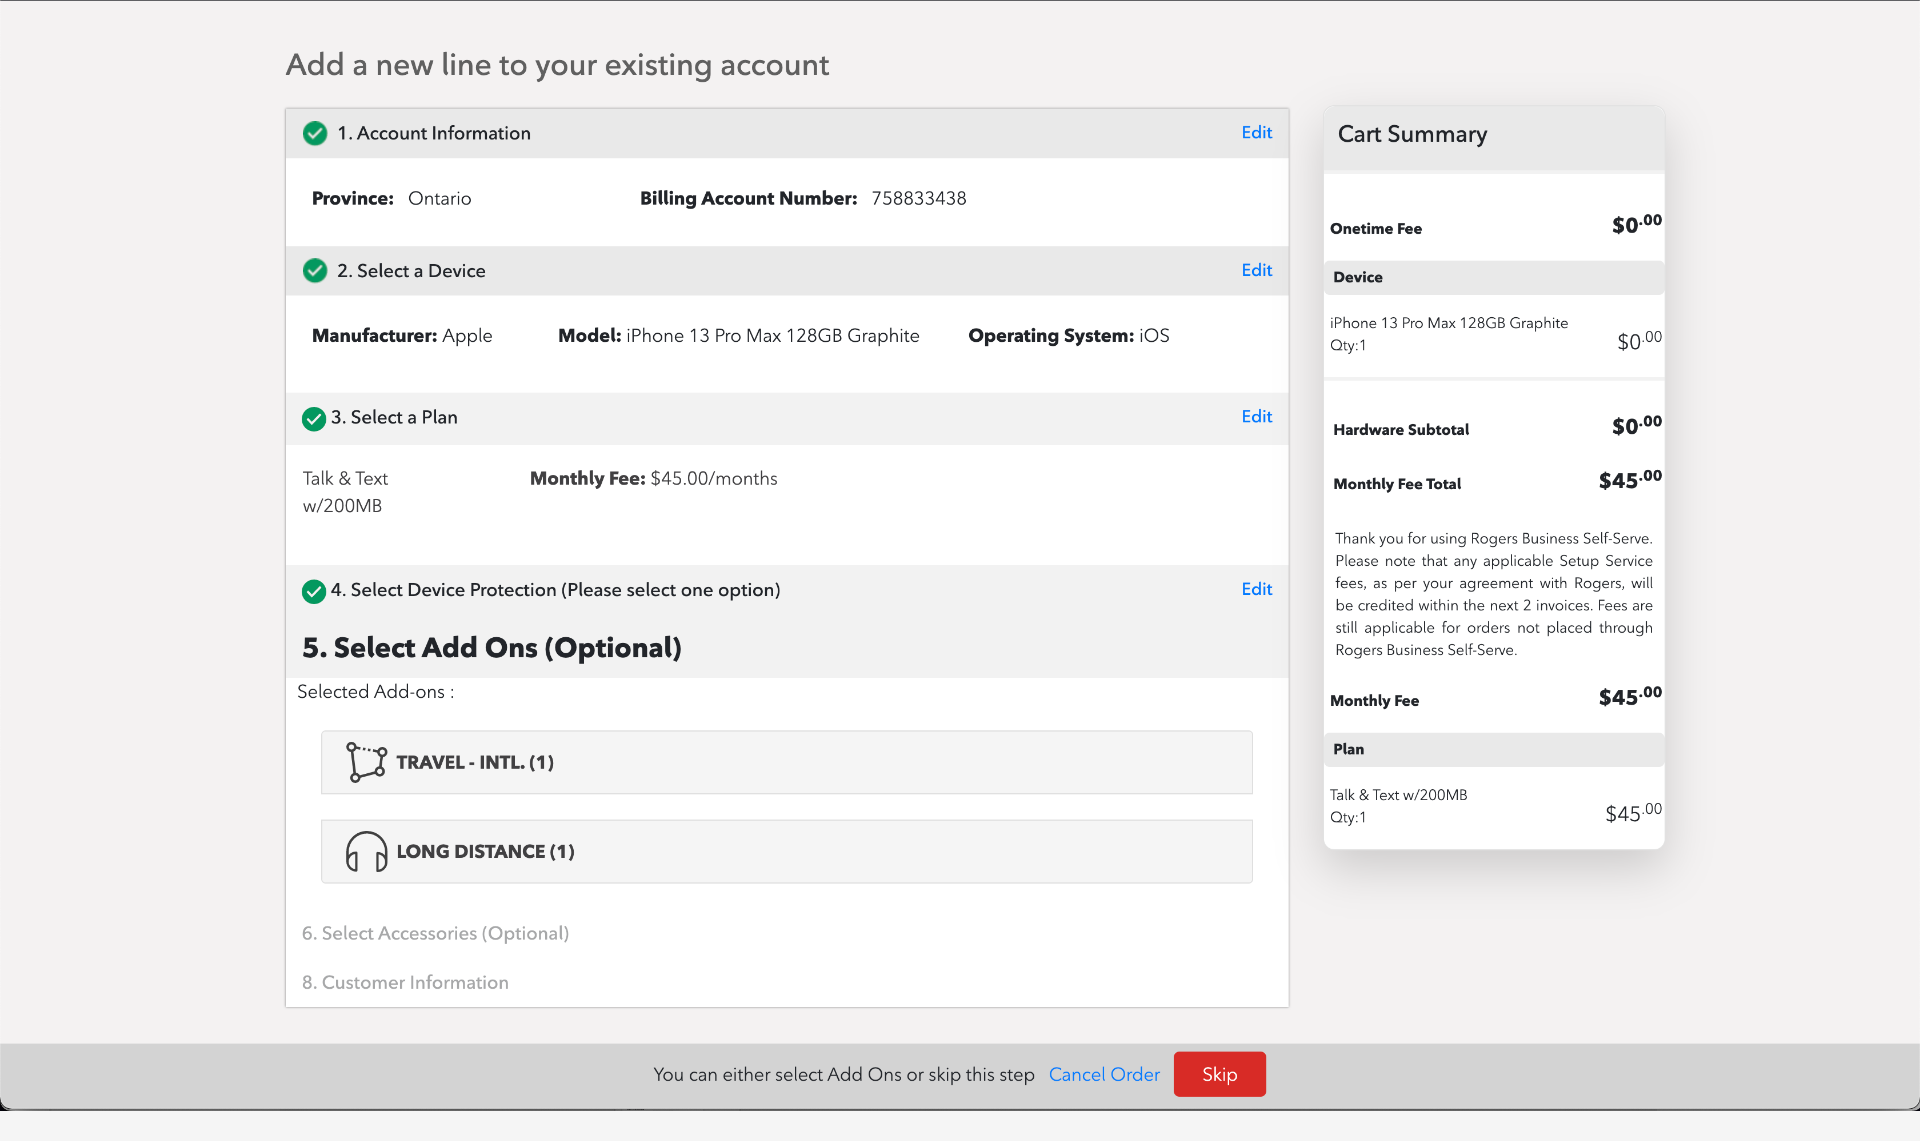 Add a new line to your existing account
1. Account Information
Edit
Province: Ontario
Billing Account Number: 758833438
2. Select a Device
Edit
Manufacturer: Apple
Model: iPhone 13 Pro Max 128GB Graphite
Operating System: iOS
3. Select a Plan
Edit
Talk & Text
w/200MB
Monthly Fee: $45.00/months
4. Select Device Protection (Please select one option)
Edit
5. Select Add Ons (Optional)
Selected Add-ons :
TRAVEL - INTL. (1)
LONG DISTANCE (1)
6. Select Accessories (Optional)
8. Customer Information
Cart Summary
Onetime Fee
$0.00
Device
iPhone 13 Pro Max 128GB Graphite
Qty:1
$0.00
Hardware Subtotal
$0.00
Monthly Fee Total
$45.00
Thank you for using Rogers Business Self-Serve.
Please note that any applicable Setup Service
fees, as per your agreement with Rogers, will
be credited within the next 2 invoices. Fees are
still applicable for orders not placed through
Rogers Business Self-Serve.
Monthly Fee
$45.00
Plan
Talk & Text w/200MB
Qty:1
$45.00
You can either select Add Ons or skip this step
Cancel Order
Skip